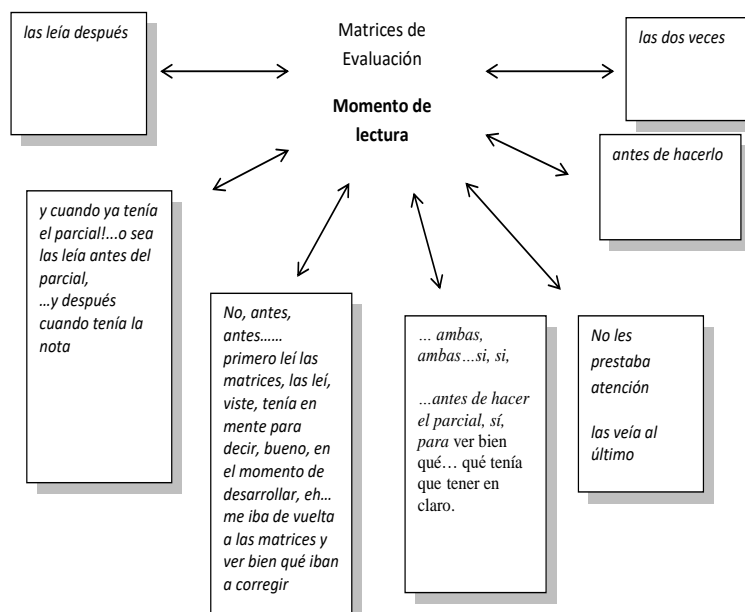 las leía después
Matrices de
Evaluación
Momento de
lectura
las dos veces
antes de hacerlo
y cuando ya tenía
el parcial!...o sea
las leía antes del
parcial,
...y después
cuando tenía la
nota
No, antes,
antes......
primero leí las
matrices, las leí,
viste, tenía en
mente para
decir, bueno, en
el momento de
desarrollar, eh...
me iba de vuelta
a las matrices y
ver bien qué iban
a corregir
... ambas,
ambas...si, si,
...antes de hacer
el parcial, sí,
para ver bien
qué... qué tenía
que tener en
claro.
No les
prestaba
atención
las veía al
último